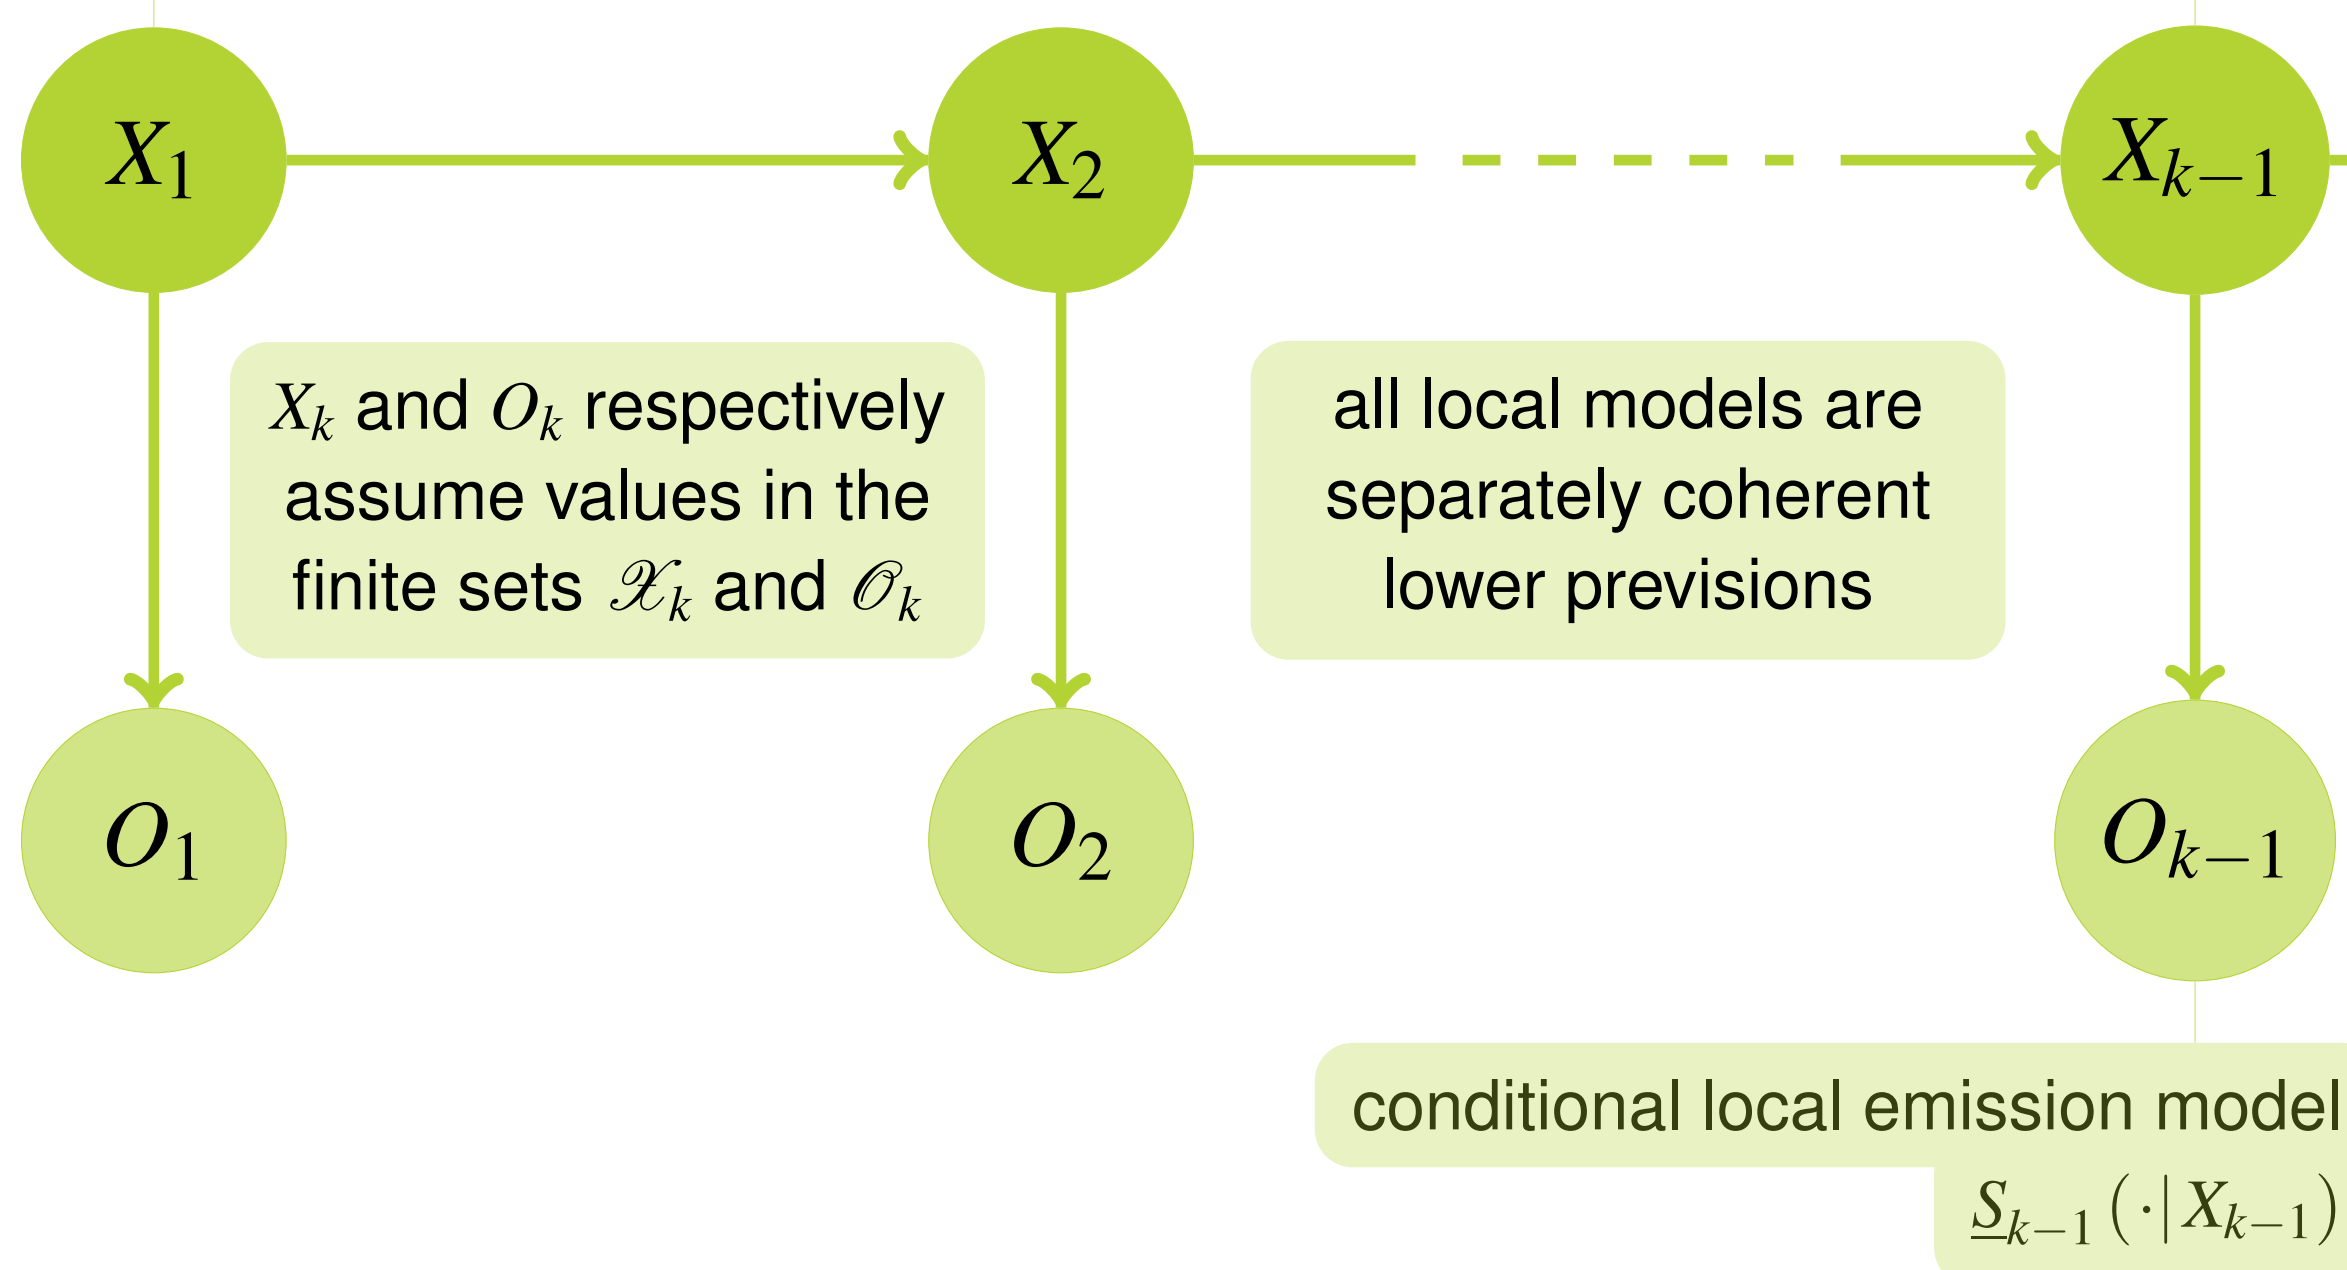 X₁
X₂
Xₖ₋₁
Xₖ and Oₖ respectively
assume values in the
finite sets 𝒳ₖ and 𝒪ₖ
all local models are
separately coherent
lower previsions
O₁
O₂
Oₖ₋₁
conditional local emission model
S̲ₖ₋₁(·|Xₖ₋₁)